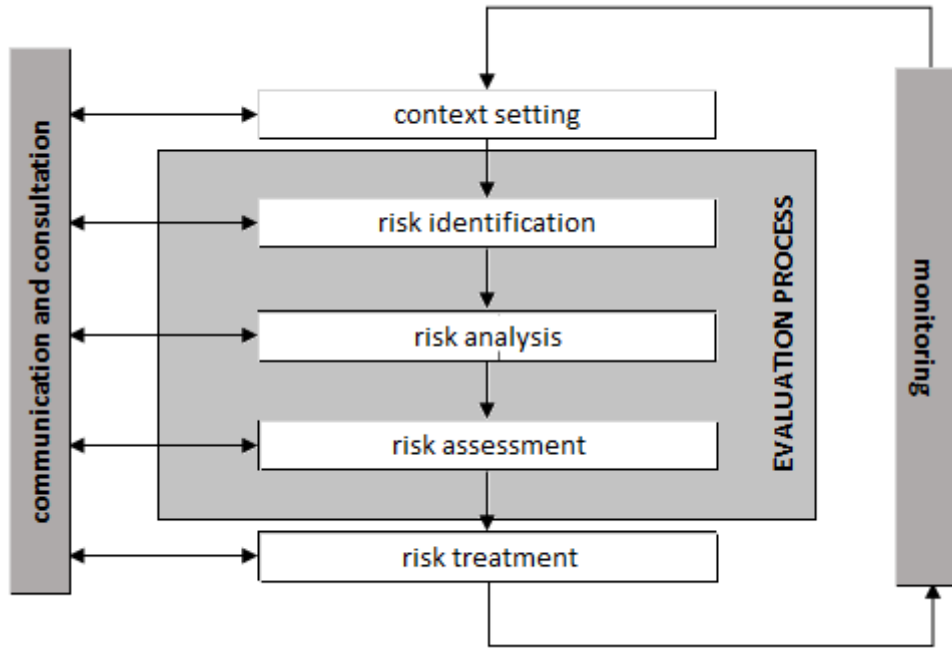 communication and consultation
context setting
risk identification
risk analysis
risk assessment
risk treatment
EVALUATION PROCESS
monitoring